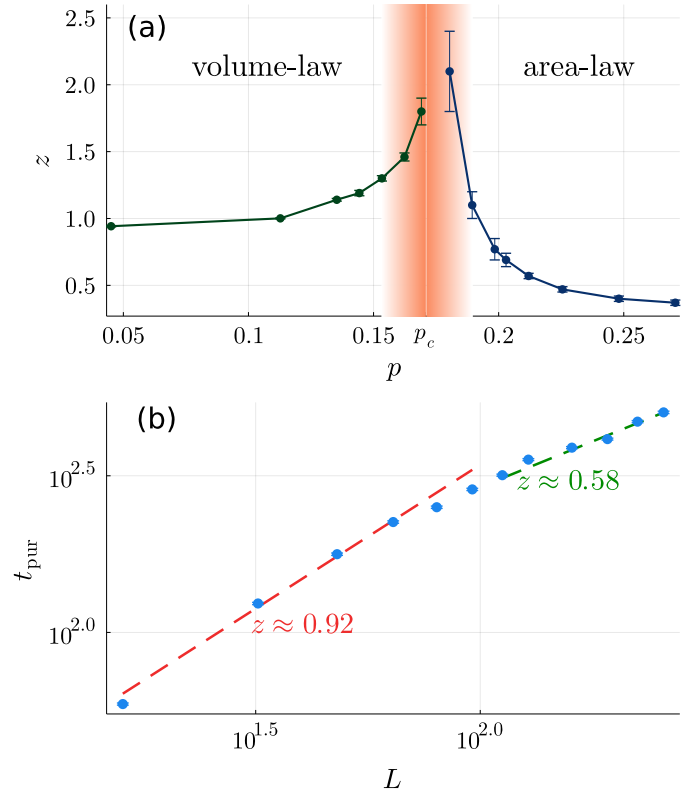 (a)
volume-law
area-law
2.5
2.0
1.5
1.0
0.5
z
0.05
0.1
0.15
p_c
0.2
0.25
p
(b)
10^2.5
10^2.0
t_pur
z ≈ 0.58
z ≈ 0.92
10^1.5
10^2.0
L